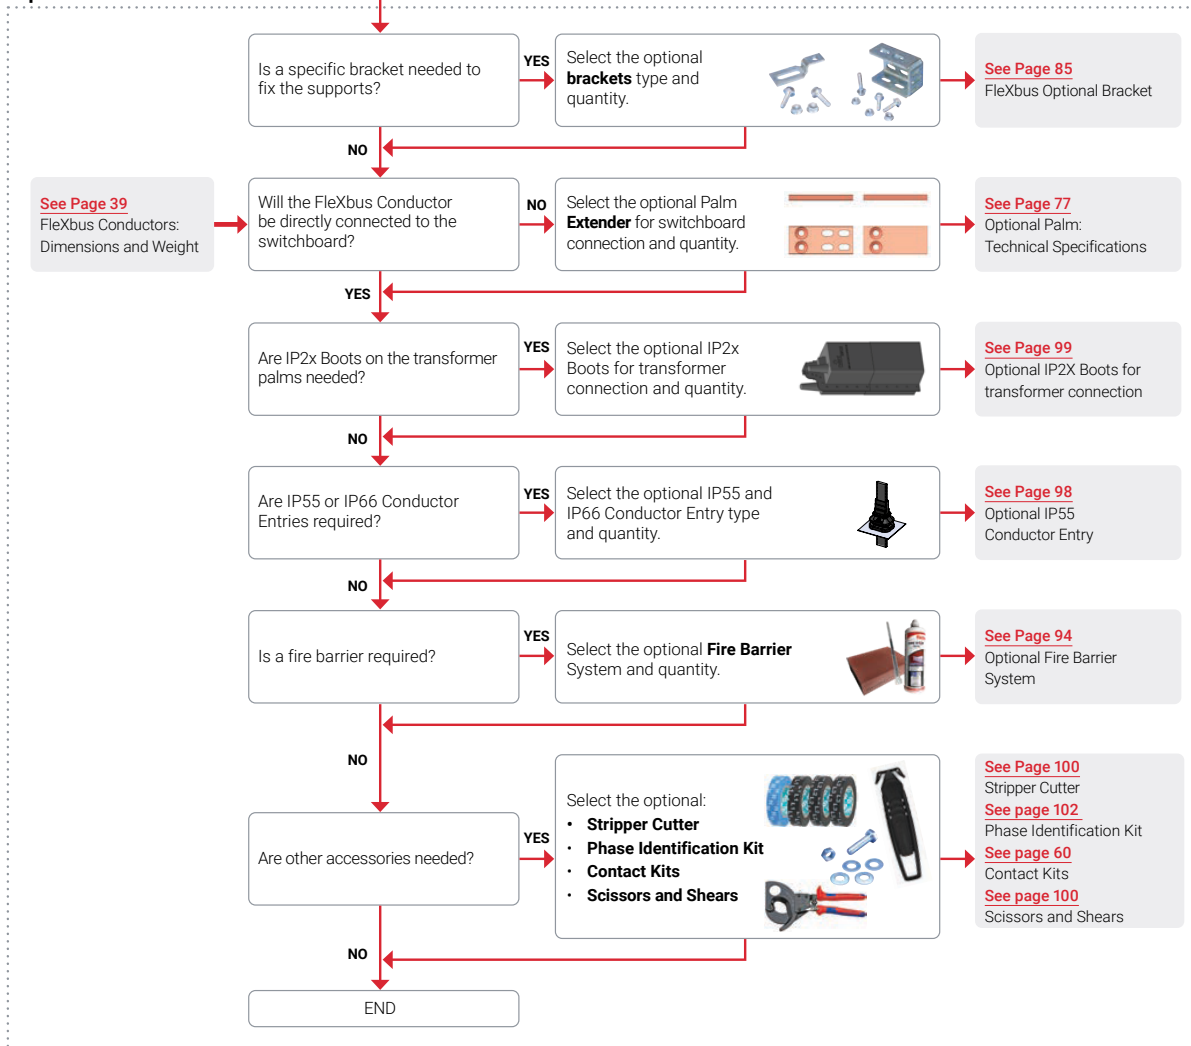 Is a specific bracket needed to
fix the supports?
YES
Select the optional
brackets type and
quantity.
See Page 85
FleXbus Optional Bracket
NO
See Page 39
FleXbus Conductors:
Dimensions and Weight
Will the FleXbus Conductor
be directly connected to the
switchboard?
NO
Select the optional Palm
Extender for switchboard
connection and quantity.
See Page 77
Optional Palm:
Technical Specifications
YES
Are IP2x Boots on the transformer
palms needed?
YES
Select the optional IP2x
Boots for transformer
connection and quantity.
See Page 99
Optional IP2X Boots for
transformer connection
NO
Are IP55 or IP66 Conductor
Entries required?
YES
Select the optional IP55 and
IP66 Conductor Entry type
and quantity.
See Page 98
Optional IP55
Conductor Entry
NO
Is a fire barrier required?
YES
Select the optional Fire Barrier
System and quantity.
See Page 94
Optional Fire Barrier
System
NO
Are other accessories needed?
YES
Select the optional:
• Stripper Cutter
• Phase Identification Kit
• Contact Kits
• Scissors and Shears
See Page 100
Stripper Cutter
See page 102
Phase Identification Kit
See page 60
Contact Kits
See page 100
Scissors and Shears
NO
END